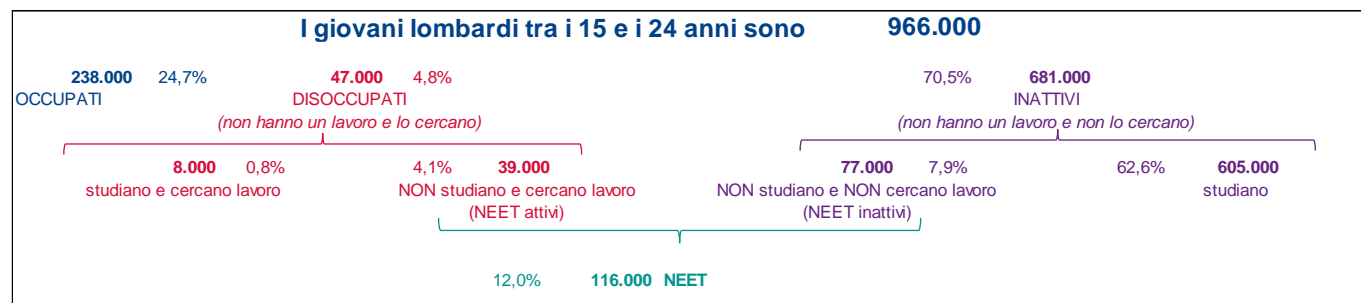 I giovani lombardi tra i 15 e i 24 anni sono 966.000
238.000 24,7% 47.000 4,8% 70,5% 681.000
OCCUPATI DISOCCUPATI INATTIVI
(non hanno un lavoro e lo cercano) (non hanno un lavoro e non lo cercano)
8.000 0,8% 4,1% 39.000 77.000 7,9% 62,6% 605.000
studiano e cercano lavoro NON studiano e cercano lavoro NON studiano e NON cercano lavoro studiano
(NEET attivi) (NEET inattivi)
12,0% 116.000 NEET